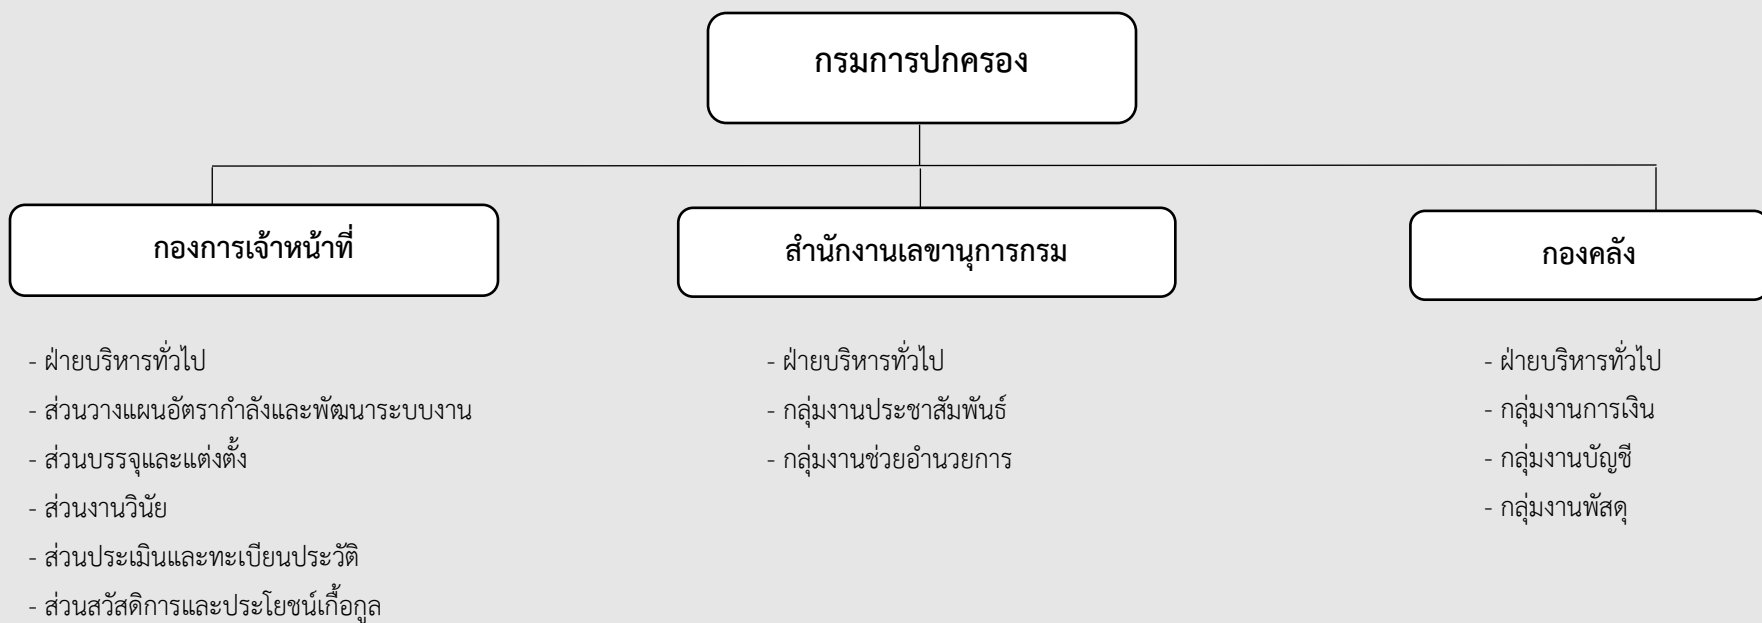 กรมการปกครอง
กองการเจ้าหน้าที่
- ฝ่ายบริหารทั่วไป
- ส่วนวางแผนอัตรากำลังและพัฒนาระบบงาน
- ส่วนบรรจุและแต่งตั้ง
- ส่วนงานวินัย
- ส่วนประเมินและทะเบียนประวัติ
- ส่วนสวัสดิการและประโยชน์เกื้อกูล
สำนักงานเลขานุการกรม
- ฝ่ายบริหารทั่วไป
- กลุ่มงานประชาสัมพันธ์
- กลุ่มงานช่วยอำนวยการ
กองคลัง
- ฝ่ายบริหารทั่วไป
- กลุ่มงานการเงิน
- กลุ่มงานบัญชี
- กลุ่มงานพัสดุ